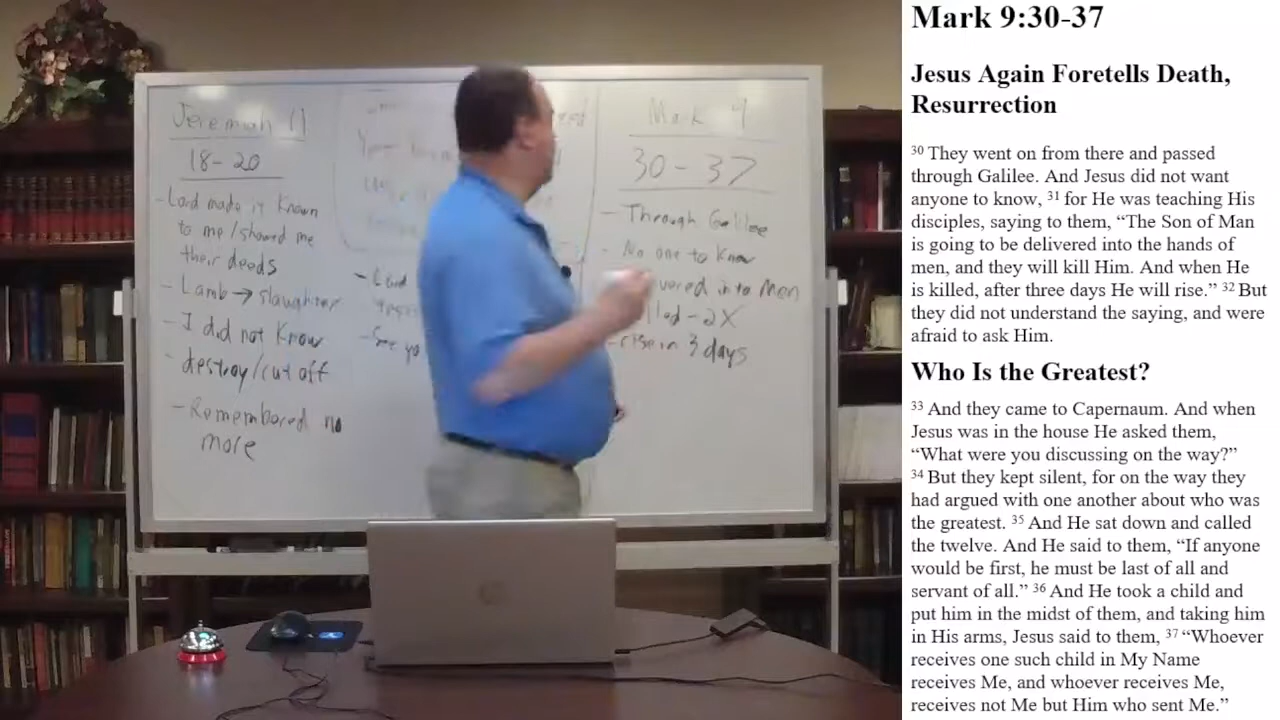 Jeremiah 11
18-20
- Lord made it known
to me/showed me
their deeds
- Lamb → slaughter
- I did not know
- destroy/cut off
- Remembered no
more
- Lord
- See yo
Mark 9
30-37
- Through Galilee
- No one to know
vered into Men
lled - 2X
- rise in 3 days
Mark 9:30-37
Jesus Again Foretells Death,
Resurrection
30 They went on from there and passed
through Galilee. And Jesus did not want
anyone to know, 31 for He was teaching His
disciples, saying to them, “The Son of Man
is going to be delivered into the hands of
men, and they will kill Him. And when He
is killed, after three days He will rise.” 32 But
they did not understand the saying, and were
afraid to ask Him.
Who Is the Greatest?
33 And they came to Capernaum. And when
Jesus was in the house He asked them,
“What were you discussing on the way?”
34 But they kept silent, for on the way they
had argued with one another about who was
the greatest. 35 And He sat down and called
the twelve. And He said to them, “If anyone
would be first, he must be last of all and
servant of all.” 36 And He took a child and
put him in the midst of them, and taking him
in His arms, Jesus said to them, 37 “Whoever
receives one such child in My Name
receives Me, and whoever receives Me,
receives not Me but Him who sent Me.”